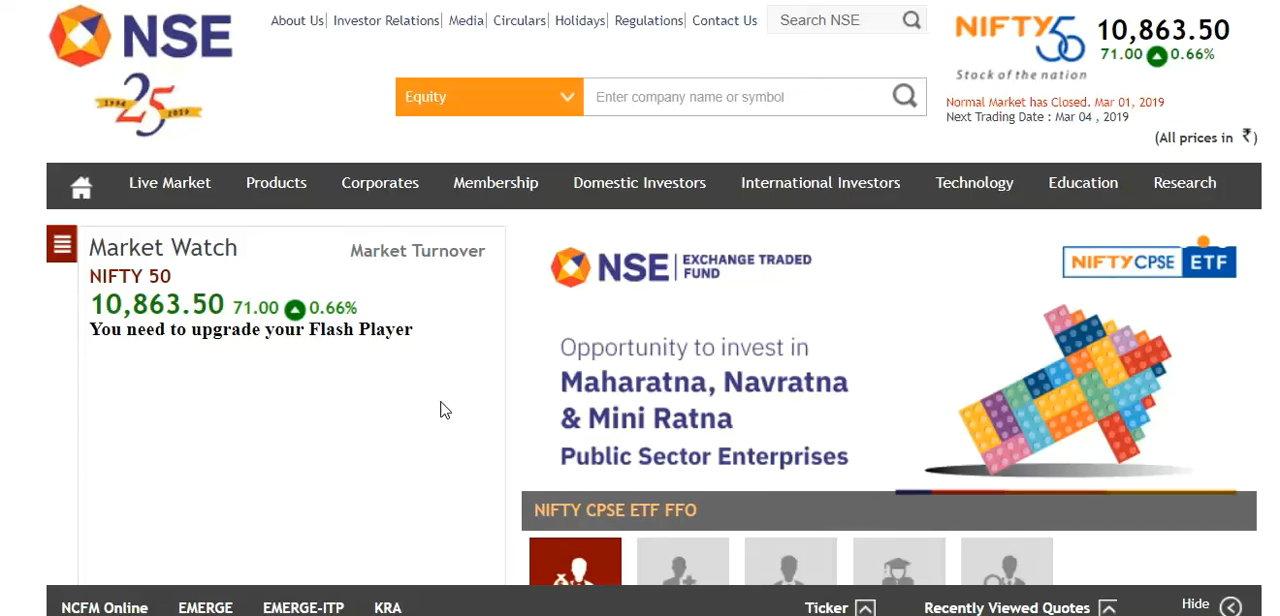 NSE
1994 25 2019
About Us| Investor Relations| Media| Circulars| Holidays| Regulations| Contact Us
Search NSE
Equity
Enter company name or symbol
NIFTY 50
Stock of the nation
10,863.50
71.00 0.66%
Normal Market has Closed. Mar 01, 2019
Next Trading Date : Mar 04 , 2019
(All prices in ₹)
Live Market Products Corporates Membership Domestic Investors International Investors Technology Education Research
Market Watch
Market Turnover
NIFTY 50
10,863.50 71.00 0.66%
You need to upgrade your Flash Player
NSE | EXCHANGE TRADED
FUND
NIFTY CPSE ETF
Opportunity to invest in
Maharatna, Navratna
& Mini Ratna
Public Sector Enterprises
NIFTY CPSE ETF FFO
NCFM Online EMERGE EMERGE-ITP KRA
Ticker Recently Viewed Quotes Hide